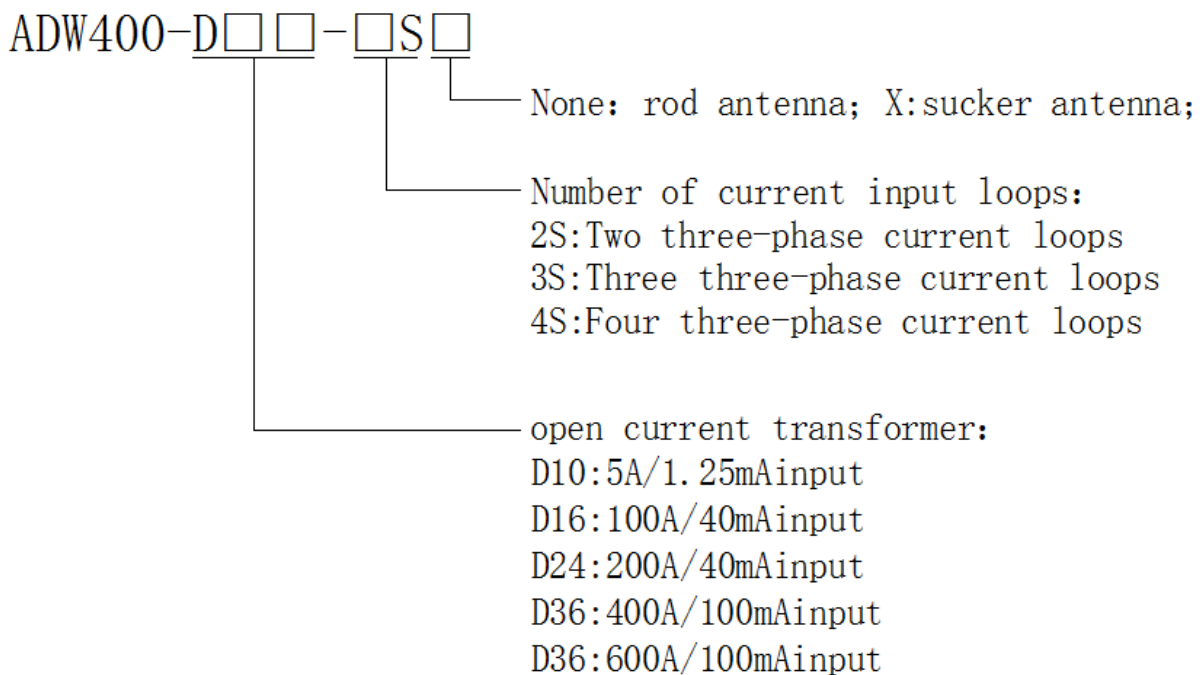 ADW400-D□□-□S□
None: rod antenna; X:sucker antenna;
Number of current input loops:
2S:Two three-phase current loops
3S:Three three-phase current loops
4S:Four three-phase current loops
open current transformer:
D10:5A/1.25mAinput
D16:100A/40mAinput
D24:200A/40mAinput
D36:400A/100mAinput
D36:600A/100mAinput